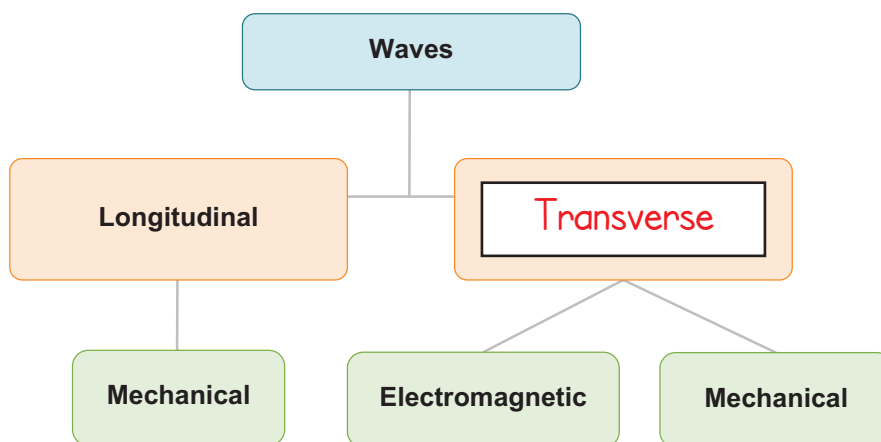 Waves
Longitudinal
Transverse
Mechanical
Electromagnetic
Mechanical